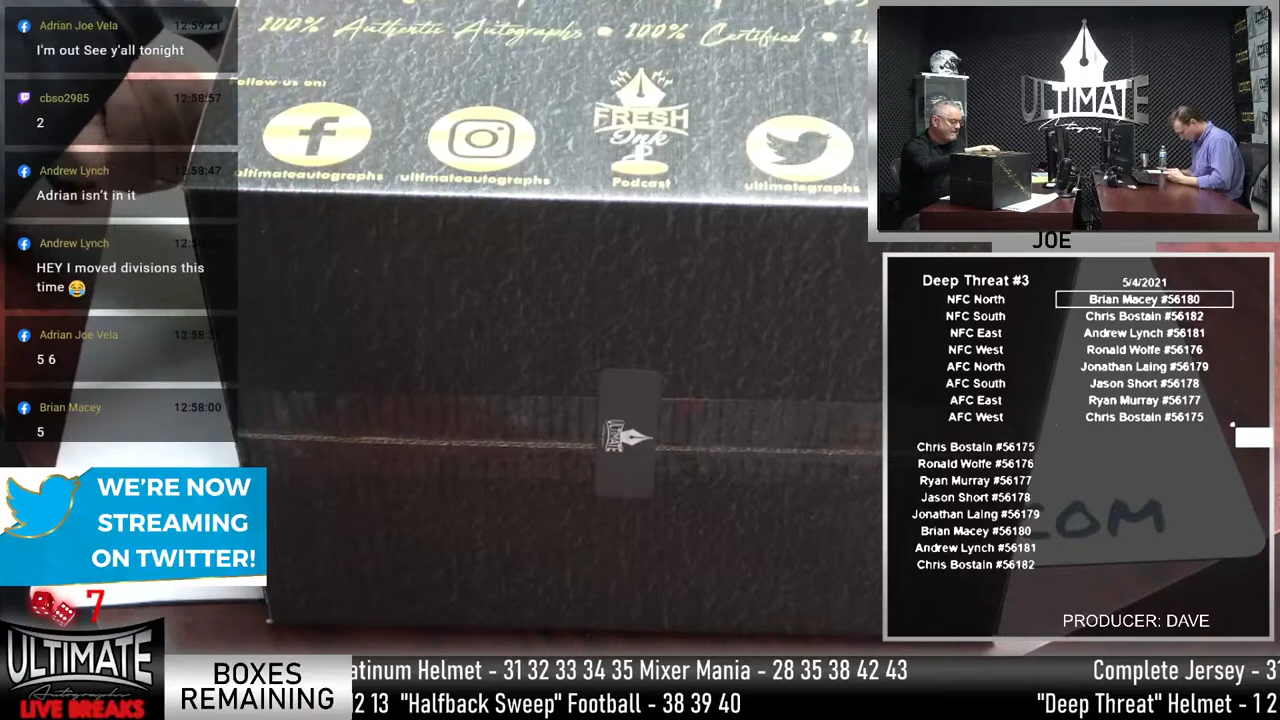 Adrian Joe Vela 12:59:21
I'm out See y'all tonight
cbso2985 12:58:57
2
Andrew Lynch 12:58:47
Adrian isn't in it
Andrew Lynch
HEY I moved divisions this
time 😂
Adrian Joe Vela
5 6
Brian Macey 12:58:00
5
100% Authentic Autographs • 100% Certified •
Follow us on:
f
FRESH
Ink
Podcast
ultimateautographs
ultimateautographs
ultimategraphs
ULTIMATE
ULTIMATE
JOE
Deep Threat #3 5/4/2021
NFC North Brian Macey #56180
NFC South Chris Bostain #56182
NFC East Andrew Lynch #56181
NFC West Ronald Wolfe #56176
AFC North Jonathan Laing #56179
AFC South Jason Short #56178
AFC East Ryan Murray #56177
AFC West Chris Bostain #56175
Chris Bostain #56175
Ronald Wolfe #56176
Ryan Murray #56177
Jason Short #56178
Jonathan Laing #56179
Brian Macey #56180
Andrew Lynch #56181
Chris Bostain #56182
COM
PRODUCER: DAVE
WE'RE NOW
STREAMING
ON TWITTER!
7
ULTIMATE
Autographs
LIVE BREAKS
BOXES
REMAINING
atinum Helmet - 31 32 33 34 35 Mixer Mania - 28 35 38 42 43 Complete Jersey - 3
2 13 "Halfback Sweep" Football - 38 39 40 "Deep Threat" Helmet - 1 2